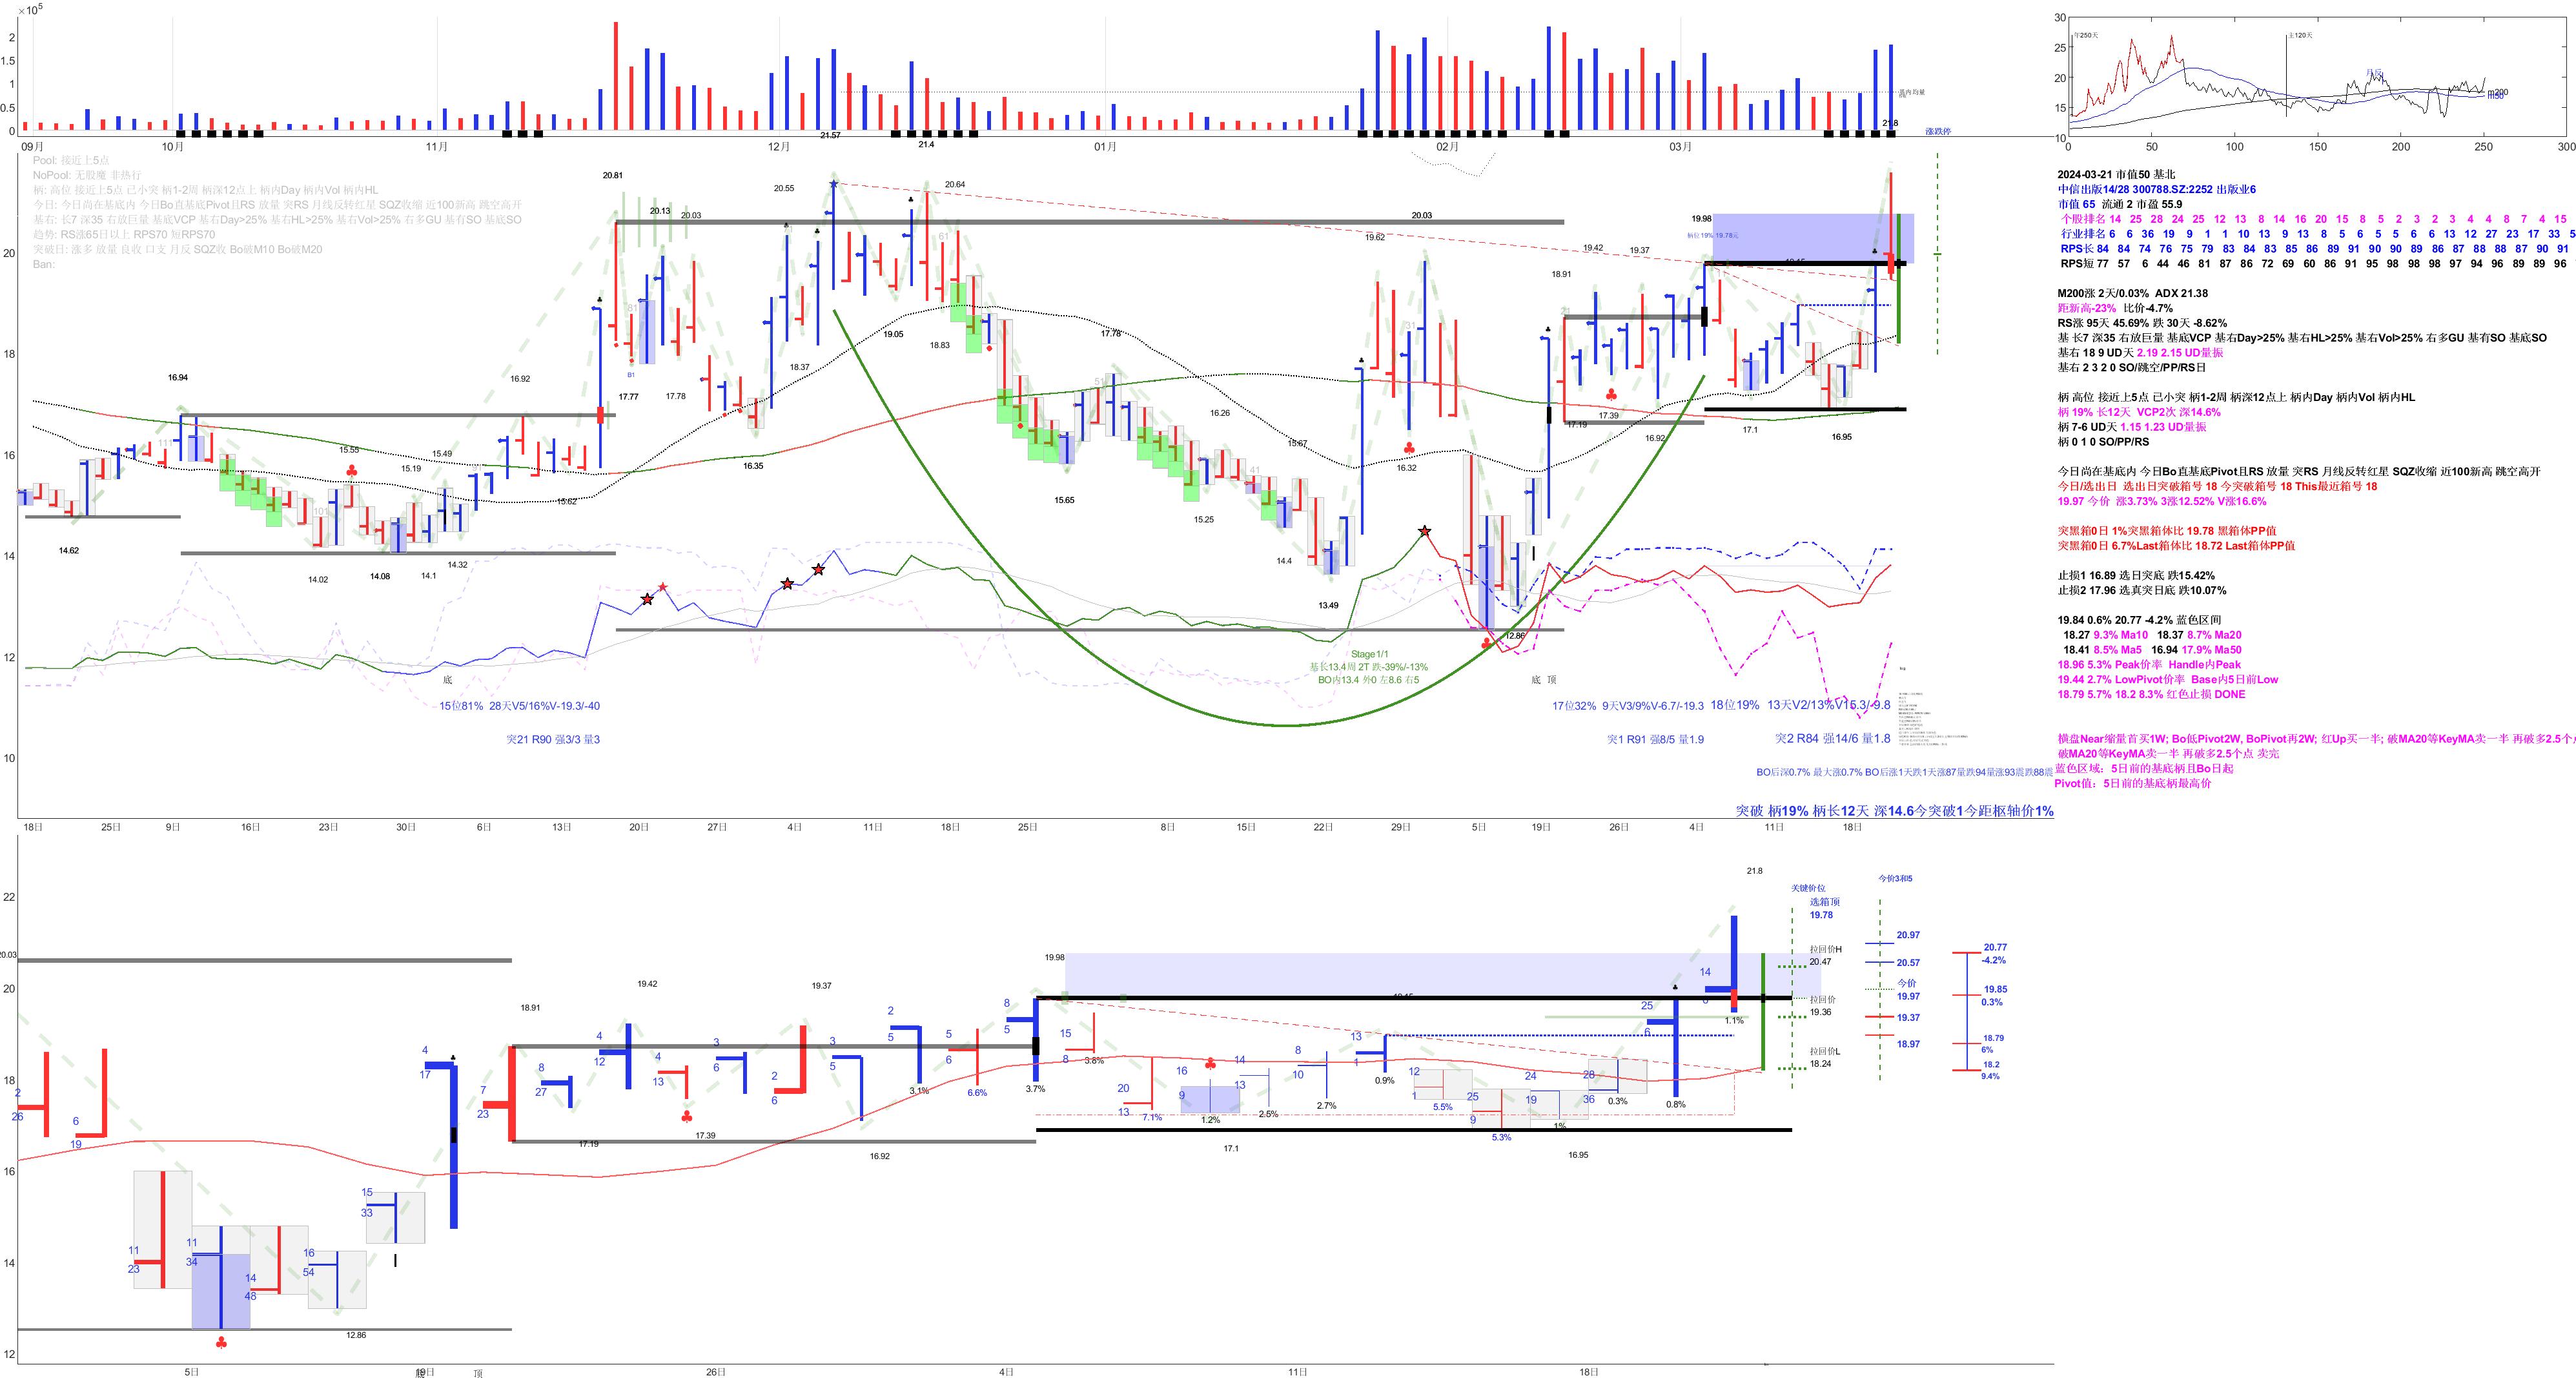 ×10⁵
2
1.5
1
0.5
0
21.57
21.4
21.8
涨跌停
09月 10月 11月 12月 01月 02月 03月
Pool: 接近上5点
NoPool: 无股魔 非热行
柄: 高位 接近上5点 己小突 柄1-2周 柄深12点上 柄内Day 柄内Vol 柄内HL
今日: 今日尚在基底内 今日Bo直基底Pivot且RS 放量 突RS 月线反转红星 SQZ收缩 近100新高 跳空高开
基右: 长7 深35 右放巨量 基底VCP 基右Day>25% 基右HL>25% 基右Vol>25% 右多GU 基有SO 基底SO
趋势: RS涨65日以上 RPS70 短RPS70
突破日: 涨多 放量 良收 口支 月反 SQZ收 Bo破M10 Bo破M20
Ban:
20.81
20.13
20.03
20.55
20.64
19.62
20.03
19.42
19.37
19.98
柄位19% 19.78元
18.91
16.94
16.92
17.77
17.78
18.37
19.05
18.83
17.78
16.26
15.67
16.32
17.19
17.39
16.92
17.1
16.95
15.55
15.19
15.49
15.62
16.35
15.65
15.25
14.62
14.02
14.08
14.1
14.32
14.4
13.49
12.86
B1
20
18
16
14
12
10
Stage1/1
基长13.4周 2T 跌-39%/-13%
BO内13.4 外0 左8.6 右5
底
底 顶
15位81% 28天V5/16%V-19.3/-40
突21 R90 强3/3 量3
17位32% 9天V3/9%V-6.7/-19.3
18位19% 13天V2/13%V15.3/-9.8
突1 R91 强8/5 量1.9
突2 R84 强14/6 量1.8
BO后深0.7% 最大涨0.7% BO后涨1天跌1天涨87量跌94量涨93震跌88震
突破 柄19% 柄长12天 深14.6今突破1今距枢轴价1%
18日 25日 9日 16日 23日 30日 6日 13日 20日 27日 4日 11日 18日 25日 8日 15日 22日 29日 5日 19日 26日 4日 11日 18日
30
25
20
15
10
年250天
主120天
月反
m200
m50
0 50 100 150 200 250 300
2024-03-21 市值50 基北
中信出版14/28 300788.SZ:2252 出版业6
市值 65 流通 2 市盈 55.9
个股排名 14 25 28 24 25 12 13 8 14 16 20 15 8 5 2 3 2 3 4 4 8 7 4 15
行业排名 6 6 36 19 9 1 1 10 13 9 13 8 5 6 5 5 6 6 13 12 27 23 17 33 5
RPS长 84 84 74 76 75 79 83 84 83 85 86 89 91 90 90 89 86 87 88 88 87 90 91
RPS短 77 57 6 44 46 81 87 86 72 69 60 86 91 95 98 98 98 97 94 96 89 89 96
M200涨 2天/0.03% ADX 21.38
距新高-23% 比价-4.7%
RS涨 95天 45.69% 跌 30天 -8.62%
基 长7 深35 右放巨量 基底VCP 基右Day>25% 基右HL>25% 基右Vol>25% 右多GU 基有SO 基底SO
基右 18 9 UD天 2.19 2.15 UD量振
基右 2 3 2 0 SO/跳空/PP/RS日
柄 高位 接近上5点 己小突 柄1-2周 柄深12点上 柄内Day 柄内Vol 柄内HL
柄 19% 长12天 VCP2次 深14.6%
柄 7-6 UD天 1.15 1.23 UD量振
柄 0 1 0 SO/PP/RS
今日尚在基底内 今日Bo直基底Pivot且RS 放量 突RS 月线反转红星 SQZ收缩 近100新高 跳空高开
今日/选出日 选出日突破箱号 18 今突破箱号 18 This最近箱号 18
19.97 今价 涨3.73% 3涨12.52% V涨16.6%
突黑箱0日 1%突黑箱体比 19.78 黑箱体PP值
突黑箱0日 6.7%Last箱体比 18.72 Last箱体PP值
止损1 16.89 选日突底 跌15.42%
止损2 17.96 选真突日底 跌10.07%
19.84 0.6% 20.77 -4.2% 蓝色区间
18.27 9.3% Ma10 18.37 8.7% Ma20
18.41 8.5% Ma5 16.94 17.9% Ma50
18.96 5.3% Peak价率 Handle内Peak
19.44 2.7% LowPivot价率 Base内5日前Low
18.79 5.7% 18.2 8.3% 红色止损 DONE
横盘Near缩量首买1W; Bo低Pivot2W, BoPivot再2W; 红Up买一半; 破MA20等KeyMA卖一半 再破多2.5个点
破MA20等KeyMA卖一半 再破多2.5个点 卖完
蓝色区域：5日前的基底柄且Bo日起
Pivot值：5日前的基底柄最高价
22
20
18
16
14
12
20.03
18.91
19.42
19.37
19.98
21.8
17.19
17.39
16.92
17.1
16.95
12.86
3.1%
6.6%
3.7%
3.8%
7.1%
1.2%
2.5%
2.7%
0.9%
5.5%
5.3%
1%
0.3%
0.8%
1.1%
关键价位
选箱顶
19.78
拉回价H
20.47
拉回价
19.36
拉回价L
18.24
今价3和5
20.97
20.57
今价
19.97
19.37
18.97
20.77
-4.2%
19.85
0.3%
18.79
6%
18.2
9.4%
5日 19日 26日 4日 11日 18日
底 顶